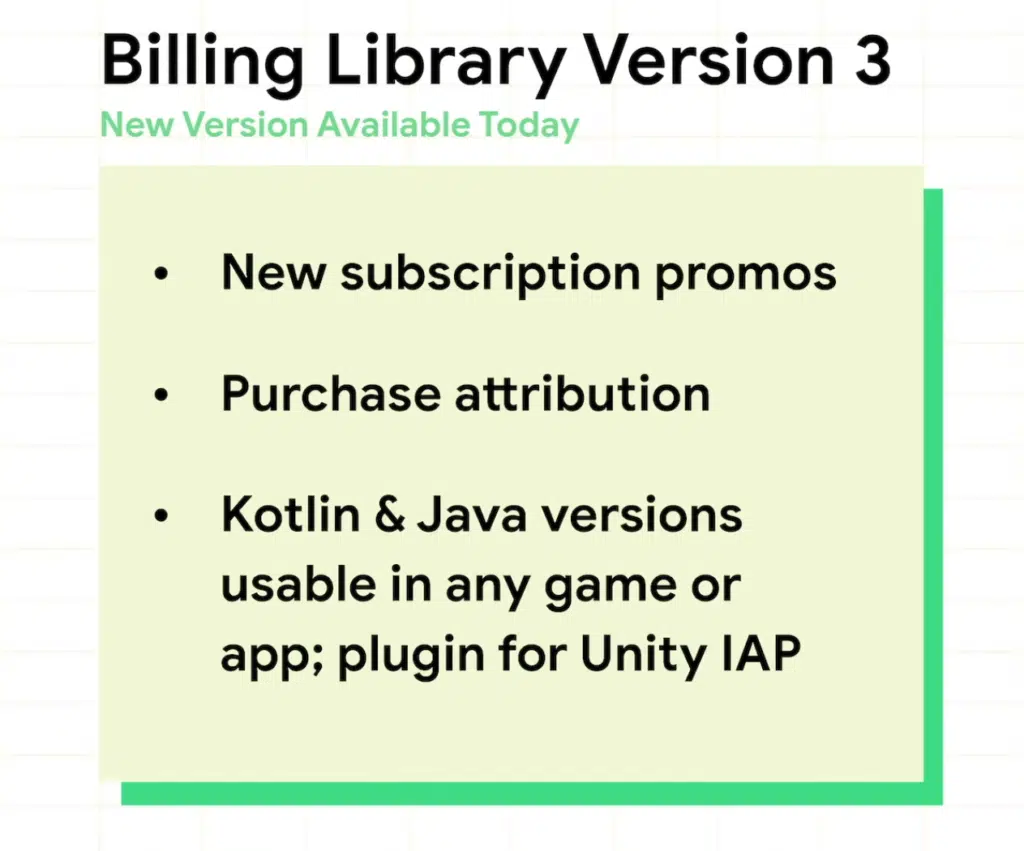 Billing Library Version 3
New Version Available Today
• New subscription promos
• Purchase attribution
• Kotlin & Java versions
usable in any game or
app; plugin for Unity IAP